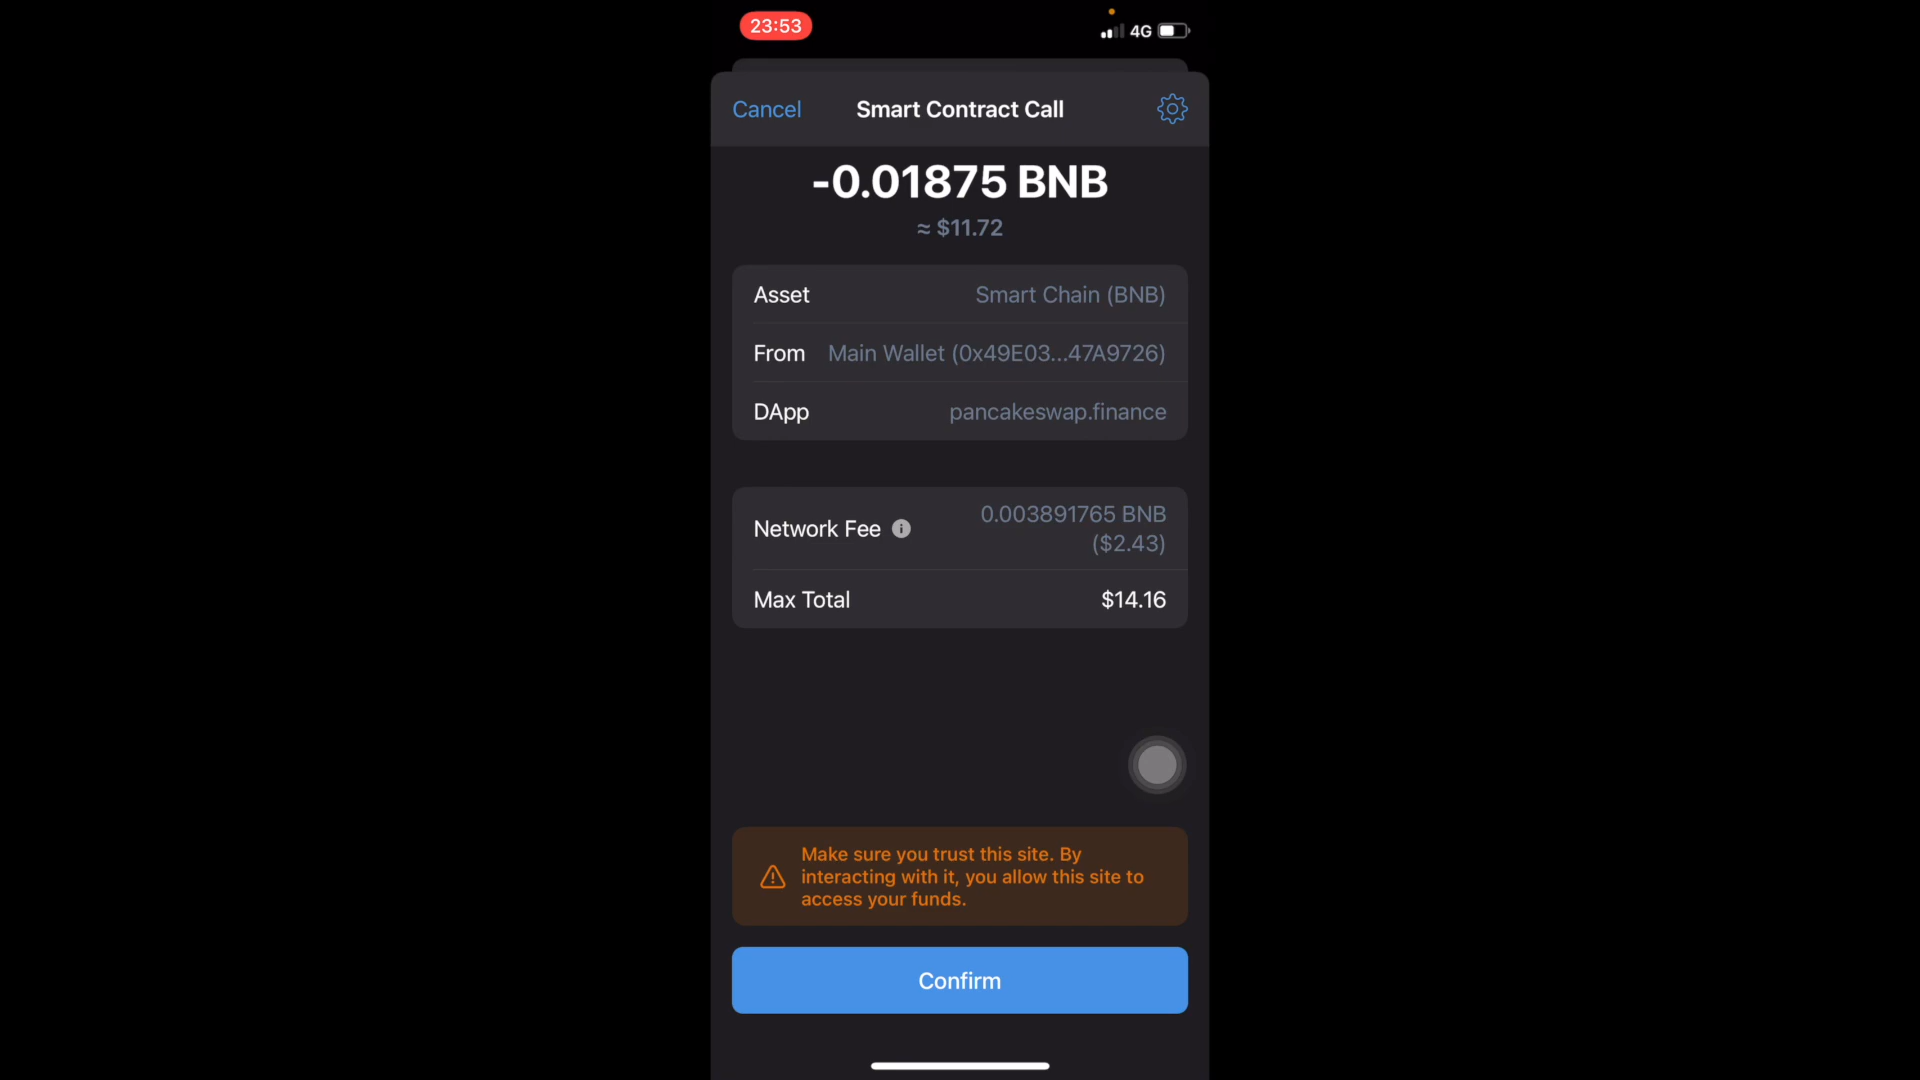 23:53
4G
Cancel
Smart Contract Call
-0.01875 BNB
≈ $11.72
Asset
Smart Chain (BNB)
From
Main Wallet (0x49E03...47A9726)
DApp
pancakeswap.finance
Network Fee
0.003891765 BNB
($2.43)
Max Total
$14.16
Make sure you trust this site. By
interacting with it, you allow this site to
access your funds.
Confirm